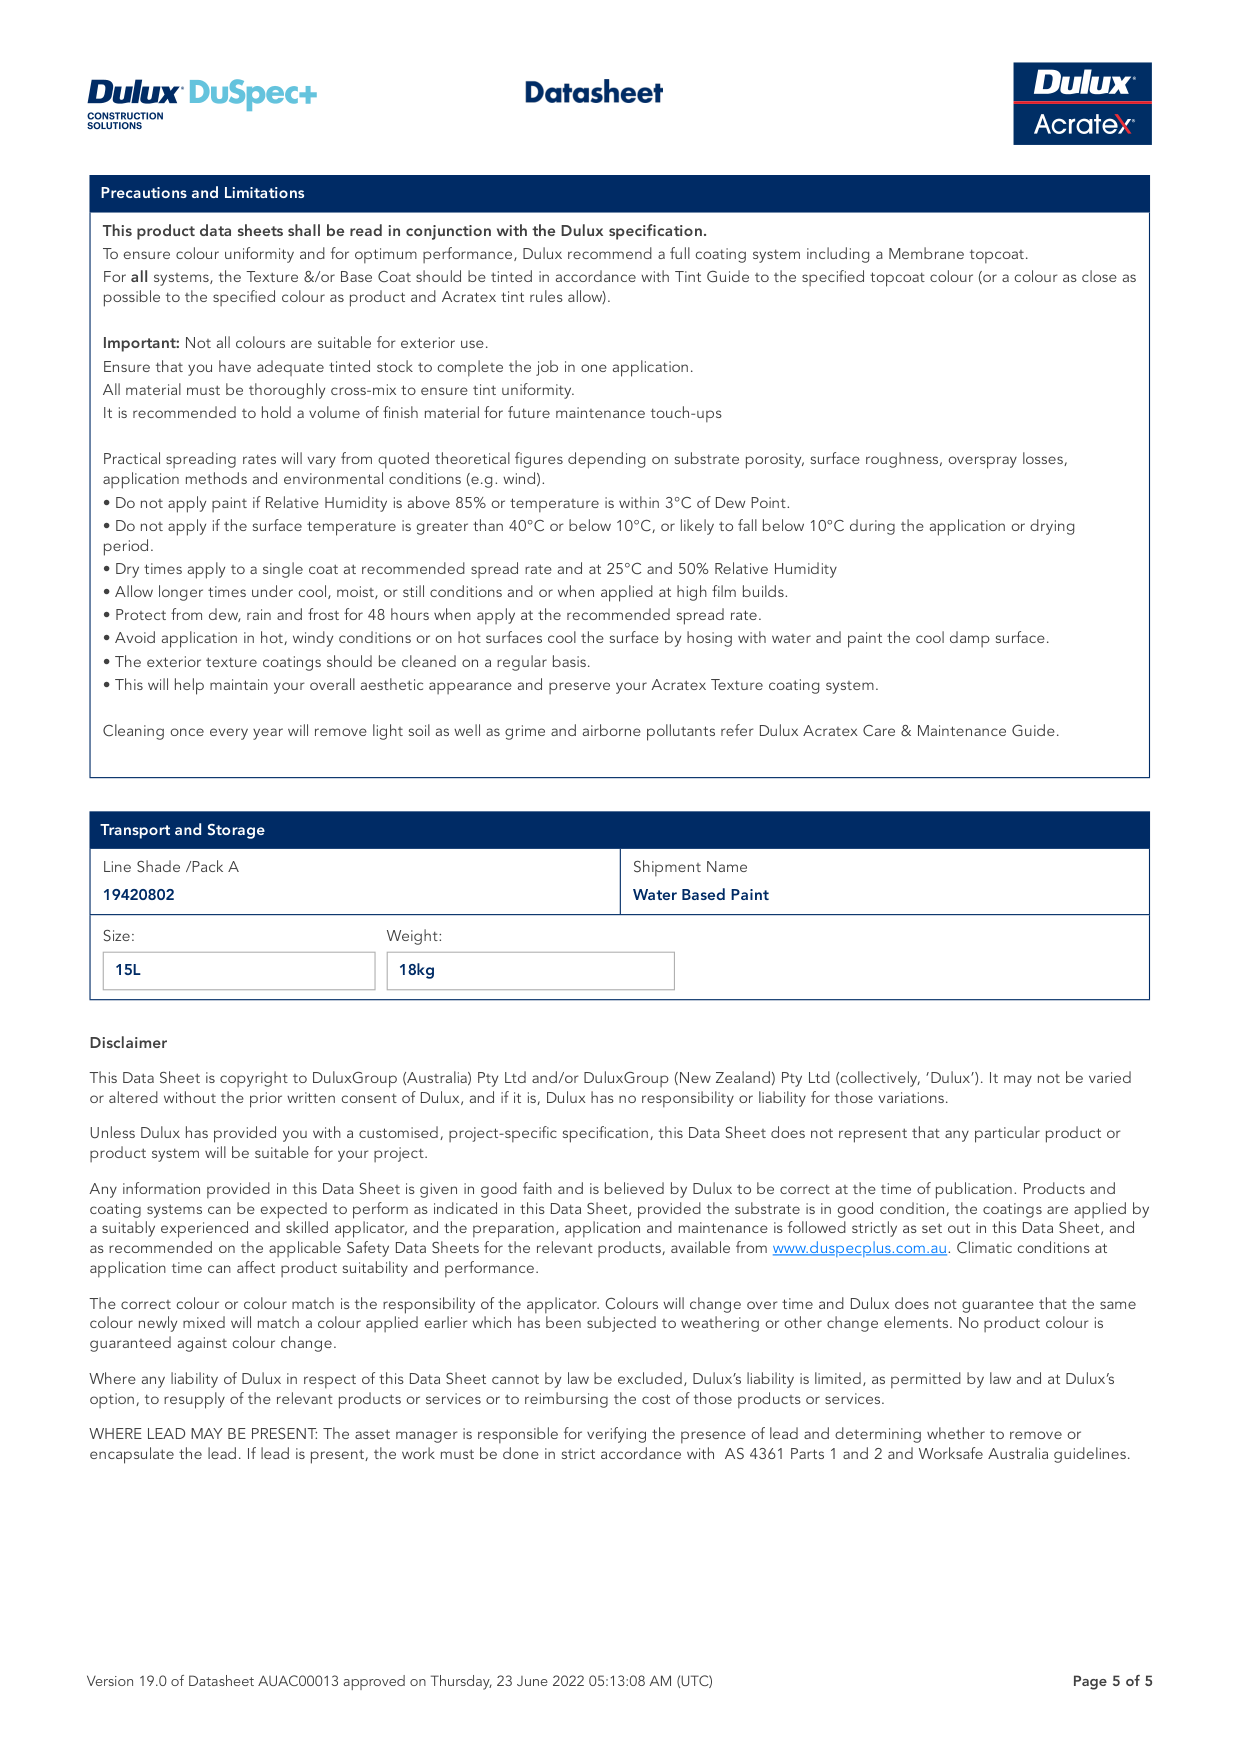 Dulux DuSpec+
CONSTRUCTION
SOLUTIONS
Datasheet
Dulux
Acratex
Precautions and Limitations
This product data sheets shall be read in conjunction with the Dulux specification.
To ensure colour uniformity and for optimum performance, Dulux recommend a full coating system including a Membrane topcoat.
For all systems, the Texture &/or Base Coat should be tinted in accordance with Tint Guide to the specified topcoat colour (or a colour as close as
possible to the specified colour as product and Acratex tint rules allow).
Important: Not all colours are suitable for exterior use.
Ensure that you have adequate tinted stock to complete the job in one application.
All material must be thoroughly cross-mix to ensure tint uniformity.
It is recommended to hold a volume of finish material for future maintenance touch-ups
Practical spreading rates will vary from quoted theoretical figures depending on substrate porosity, surface roughness, overspray losses,
application methods and environmental conditions (e.g. wind).
• Do not apply paint if Relative Humidity is above 85% or temperature is within 3°C of Dew Point.
• Do not apply if the surface temperature is greater than 40°C or below 10°C, or likely to fall below 10°C during the application or drying
period.
• Dry times apply to a single coat at recommended spread rate and at 25°C and 50% Relative Humidity
• Allow longer times under cool, moist, or still conditions and or when applied at high film builds.
• Protect from dew, rain and frost for 48 hours when apply at the recommended spread rate.
• Avoid application in hot, windy conditions or on hot surfaces cool the surface by hosing with water and paint the cool damp surface.
• The exterior texture coatings should be cleaned on a regular basis.
• This will help maintain your overall aesthetic appearance and preserve your Acratex Texture coating system.
Cleaning once every year will remove light soil as well as grime and airborne pollutants refer Dulux Acratex Care & Maintenance Guide.
Transport and Storage
Line Shade /Pack A
19420802
Shipment Name
Water Based Paint
Size:
15L
Weight:
18kg
Disclaimer
This Data Sheet is copyright to DuluxGroup (Australia) Pty Ltd and/or DuluxGroup (New Zealand) Pty Ltd (collectively, ‘Dulux’). It may not be varied
or altered without the prior written consent of Dulux, and if it is, Dulux has no responsibility or liability for those variations.
Unless Dulux has provided you with a customised, project-specific specification, this Data Sheet does not represent that any particular product or
product system will be suitable for your project.
Any information provided in this Data Sheet is given in good faith and is believed by Dulux to be correct at the time of publication. Products and
coating systems can be expected to perform as indicated in this Data Sheet, provided the substrate is in good condition, the coatings are applied by
a suitably experienced and skilled applicator, and the preparation, application and maintenance is followed strictly as set out in this Data Sheet, and
as recommended on the applicable Safety Data Sheets for the relevant products, available from www.duspecplus.com.au. Climatic conditions at
application time can affect product suitability and performance.
The correct colour or colour match is the responsibility of the applicator. Colours will change over time and Dulux does not guarantee that the same
colour newly mixed will match a colour applied earlier which has been subjected to weathering or other change elements. No product colour is
guaranteed against colour change.
Where any liability of Dulux in respect of this Data Sheet cannot by law be excluded, Dulux’s liability is limited, as permitted by law and at Dulux’s
option, to resupply of the relevant products or services or to reimbursing the cost of those products or services.
WHERE LEAD MAY BE PRESENT: The asset manager is responsible for verifying the presence of lead and determining whether to remove or
encapsulate the lead. If lead is present, the work must be done in strict accordance with  AS 4361 Parts 1 and 2 and Worksafe Australia guidelines.
Version 19.0 of Datasheet AUAC00013 approved on Thursday, 23 June 2022 05:13:08 AM (UTC)
Page 5 of 5